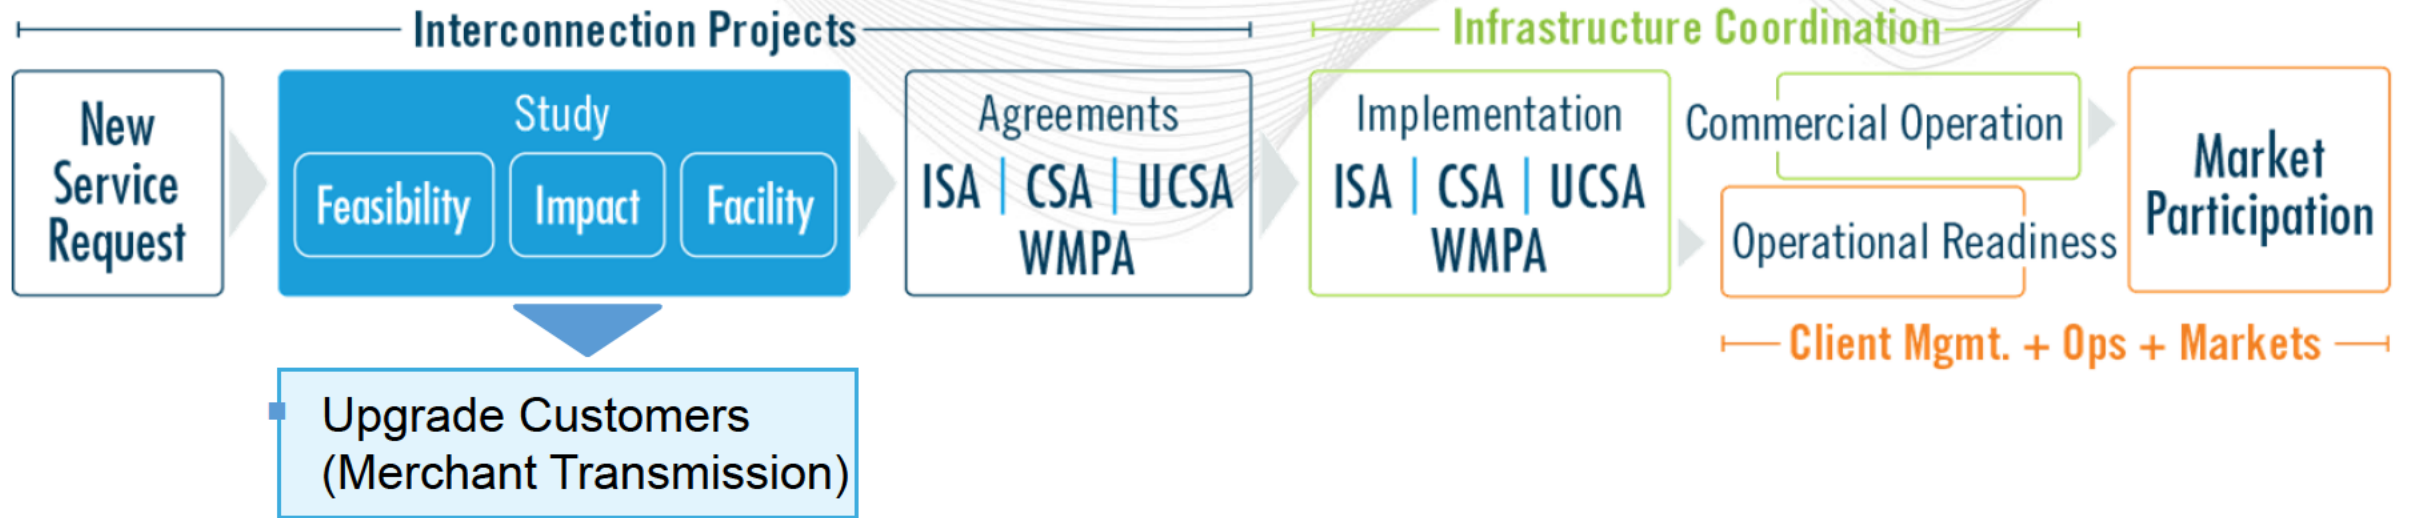 Interconnection Projects
Infrastructure Coordination
New
Service
Request
Study
Feasibility
Impact
Facility
Agreements
ISA | CSA | UCSA
WMPA
Implementation
ISA | CSA | UCSA
WMPA
Commercial Operation
Operational Readiness
Market
Participation
Client Mgmt. + Ops + Markets
Upgrade Customers
(Merchant Transmission)